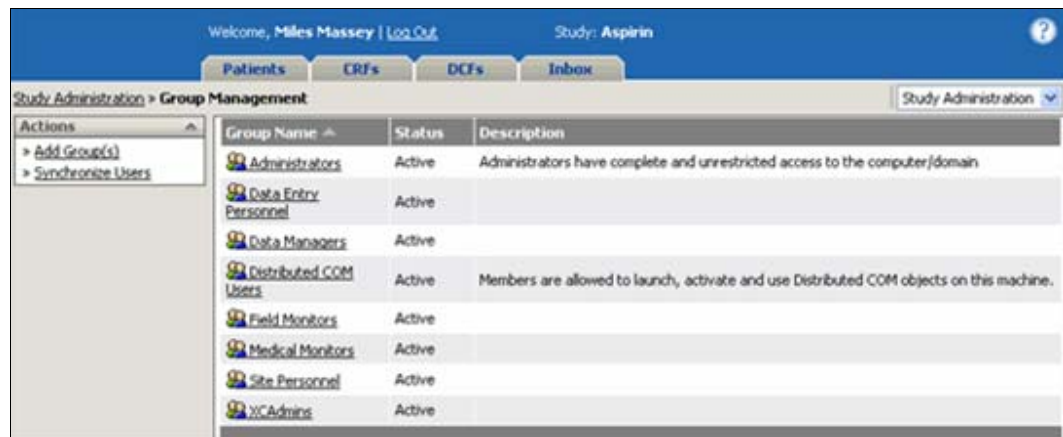 Welcome, Miles Massey | Log Out Study: Aspirin ?
Patients CRFs DCFs Inbox
Study Administration > Group Management Study Administration
Actions
» Add Group(s)
» Synchronize Users
Group Name Status Description
Administrators Active Administrators have complete and unrestricted access to the computer/domain
Data Entry
Personnel Active
Data Managers Active
Distributed COM
Users Active Members are allowed to launch, activate and use Distributed COM objects on this machine.
Field Monitors Active
Medical Monitors Active
Site Personnel Active
XCAdmins Active